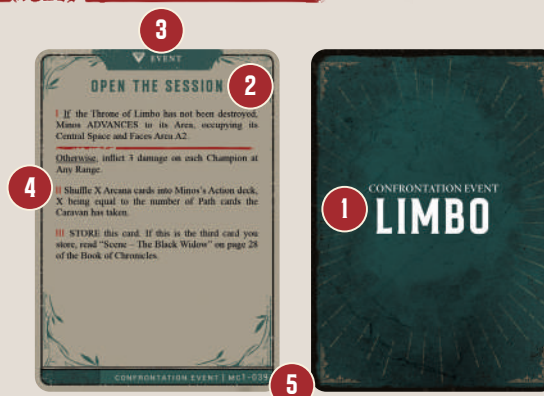 3
EVENT
OPEN THE SESSION
2
I If the Throne of Limbo has not been destroyed,
Minos ADVANCES to its Area, occupying its
Central Space and Faces Area A2.
Otherwise, inflict 3 damage on each Champion at
Any Range.
4
II Shuffle X Arcana cards into Minos's Action deck,
X being equal to the number of Path cards the
Caravan has taken.
III STORE this card. If this is the third card you
store, read “Scene – The Black Widow” on page 28
of the Book of Chronicles.
CONFRONTATION EVENT | MC1-039
5
1
CONFRONTATION EVENT
LIMBO